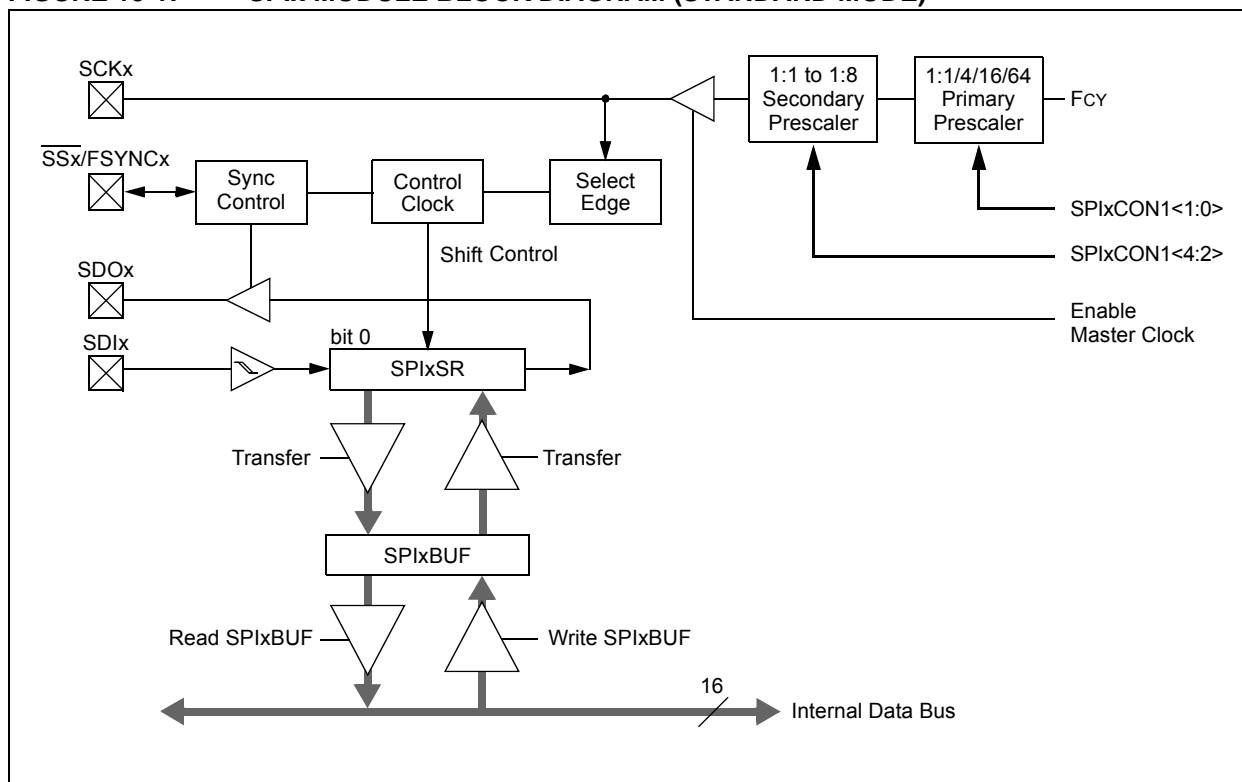 SCKx
SSx/FSYNCx
SDOx
SDIx
Sync
Control
Control
Clock
Select
Edge
1:1 to 1:8
Secondary
Prescaler
1:1/4/16/64
Primary
Prescaler
FCY
SPIxCON1<1:0>
SPIxCON1<4:2>
Enable
Master Clock
Shift Control
bit 0
SPIxSR
Transfer
Transfer
SPIxBUF
Read SPIxBUF
Write SPIxBUF
16
Internal Data Bus